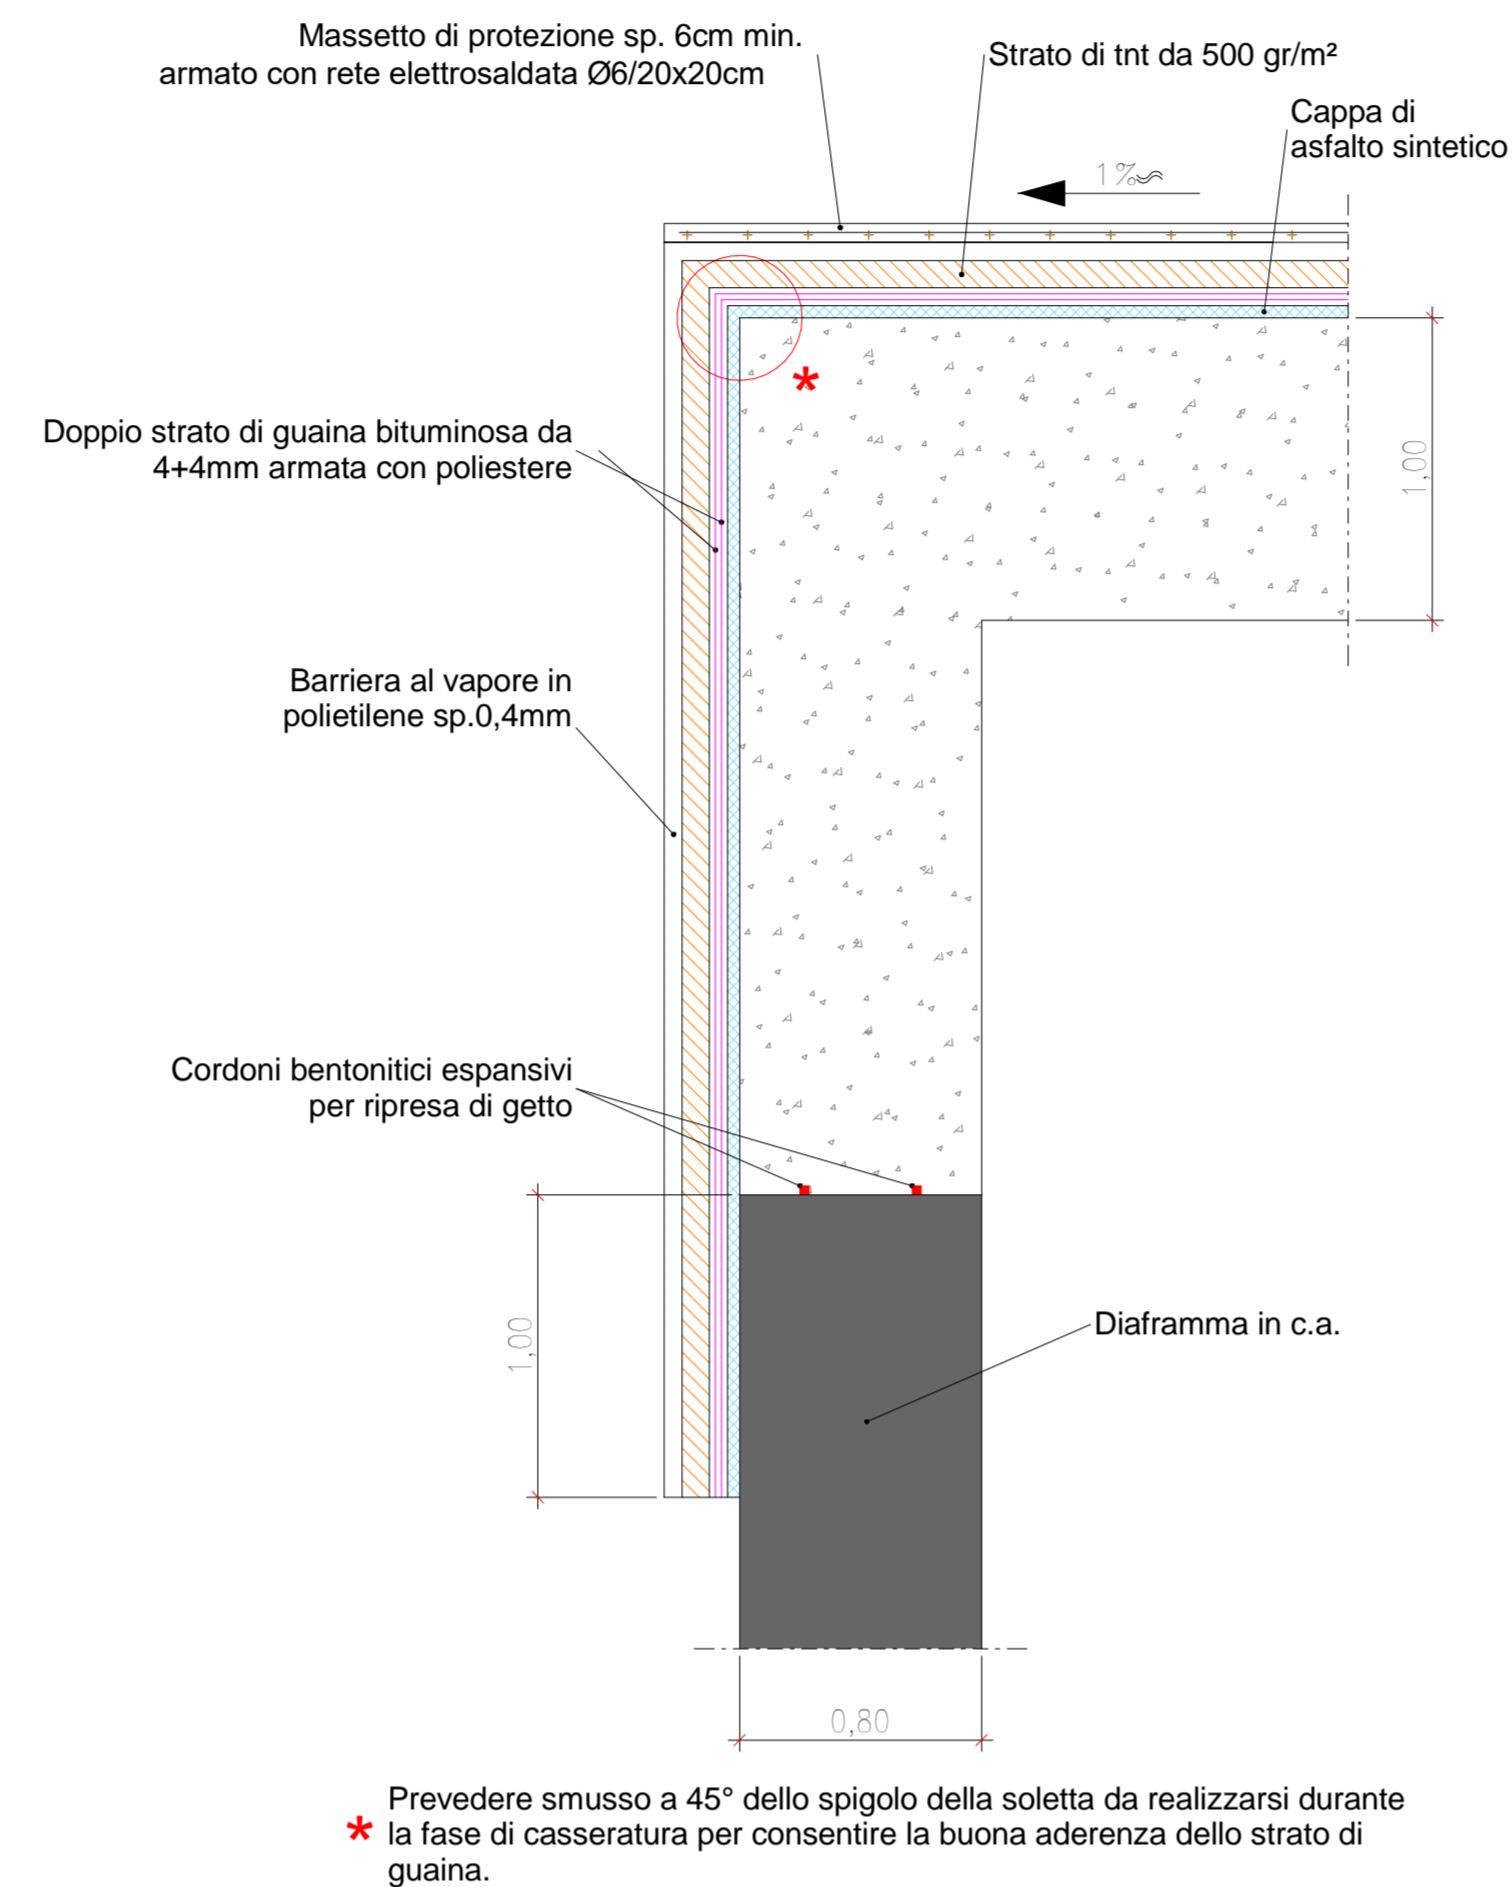 Massetto di protezione sp. 6cm min.
armato con rete elettrosaldata Ø6/20x20cm
Strato di tnt da 500 gr/m²
Cappa di
asfalto sintetico
1%
Doppio strato di guaina bituminosa da
4+4mm armata con poliestere
1,00
Barriera al vapore in
polietilene sp.0,4mm
Cordoni bentonitici espansivi
per ripresa di getto
1,00
Diaframma in c.a.
0,80
* Prevedere smusso a 45° dello spigolo della soletta da realizzarsi durante
la fase di casseratura per consentire la buona aderenza dello strato di
guaina.